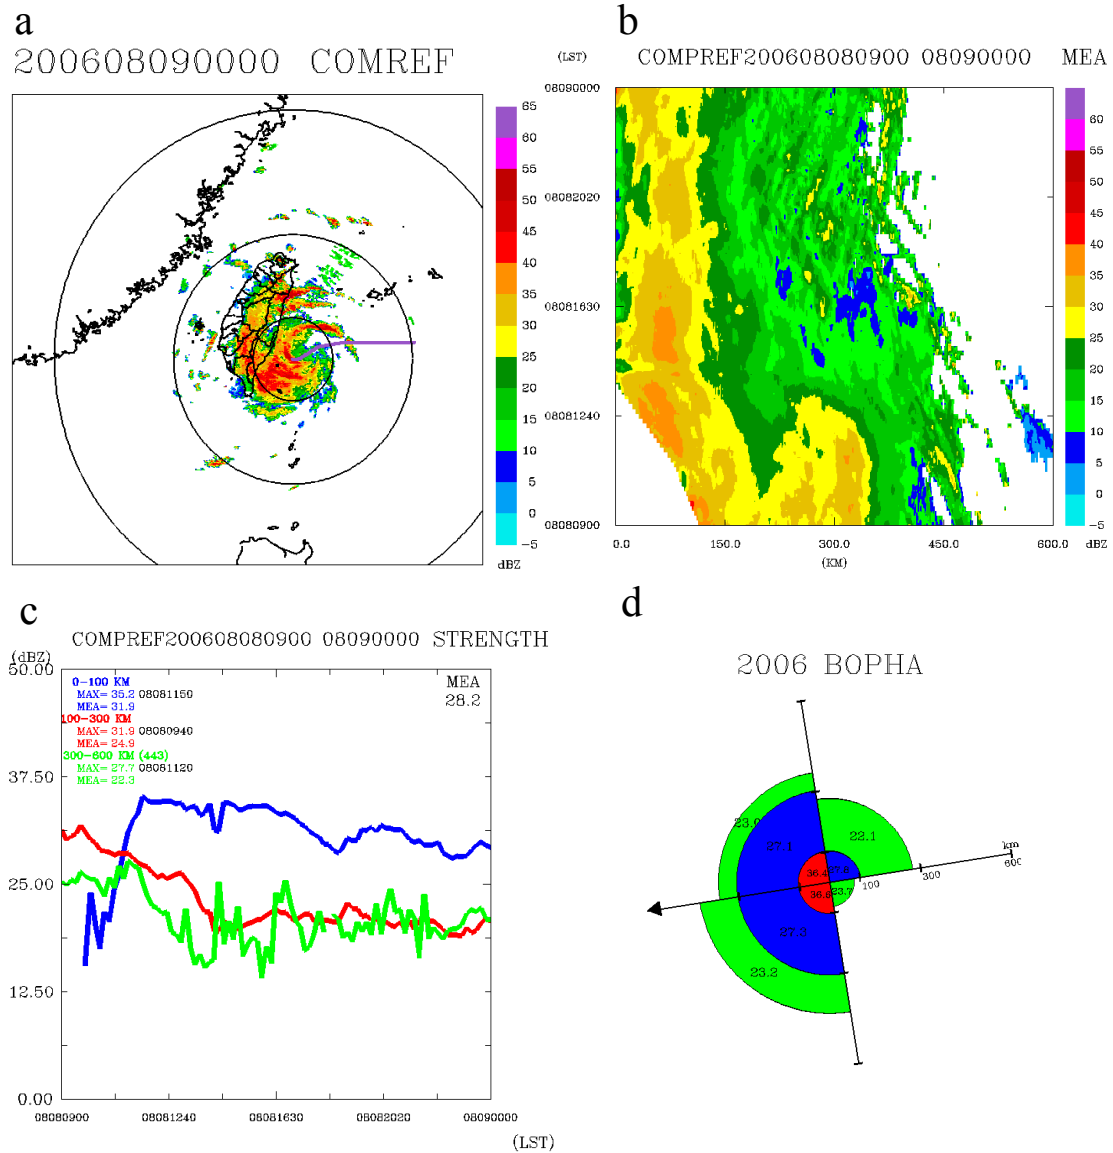 a
200608090000 COMREF
65
60
55
50
45
40
35
30
25
20
15
10
5
0
-5
dBZ
b
(LST)
COMPREF200608080900 08090000 MEA
08090000
08082020
08081630
08081240
08080900
0.0 150.0 300.0 450.0 600.0
(KM)
60
55
50
45
40
35
30
25
20
15
10
5
0
-5
dBZ
c
COMPREF200608080900 08090000 STRENGTH
(dBZ)
50.00
37.50
25.00
12.50
0.00
0-100 KM
MAX= 35.2 08081150
MEA= 31.9
100-300 KM
MAX= 31.9 08080940
MEA= 24.9
300-600 KM (443)
MAX= 27.7 08081120
MEA= 22.3
MEA
28.2
08080900 08081240 08081630 08082020 08090000
(LST)
d
2006 BOPHA
23.0
27.1
22.1
36.4
27.6
23.7
27.3
23.2
100
300
km
600